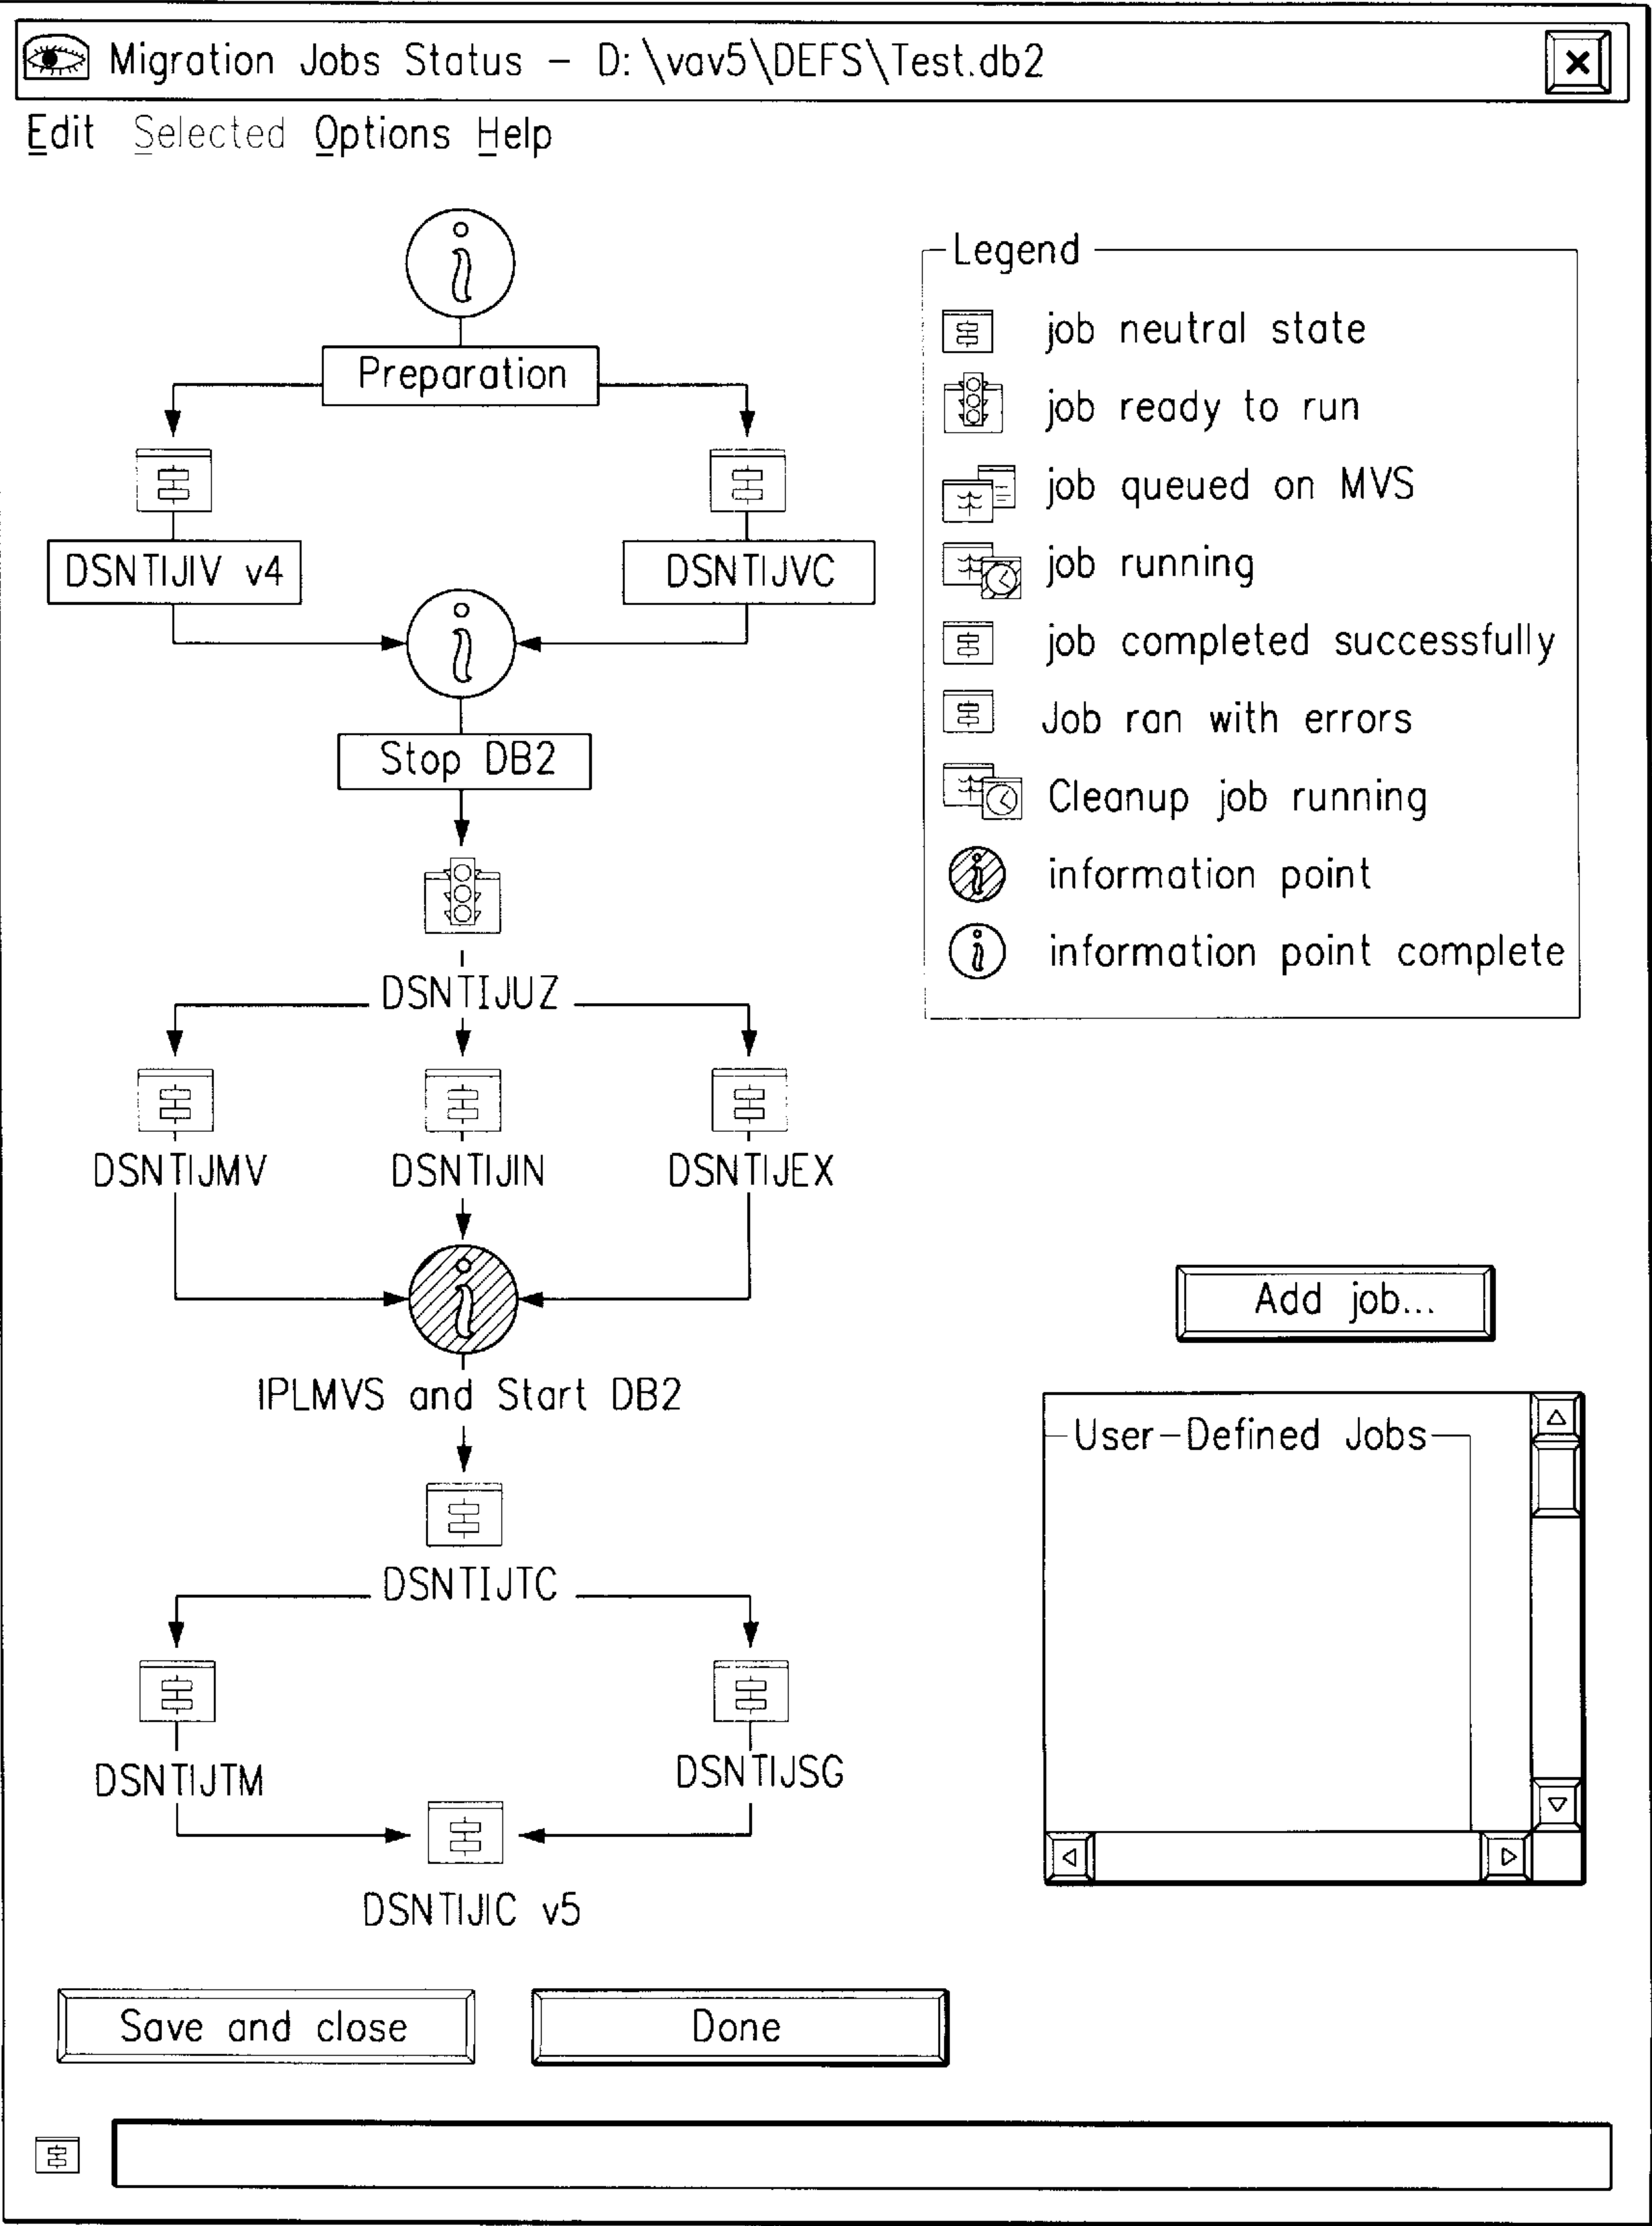 Migration Jobs Status - D:\vav5\DEFS\Test.db2
Edit Selected Options Help
Preparation
DSNTIJIV v4
DSNTIJVC
Stop DB2
DSNTIJUZ
DSNTIJMV
DSNTIJIN
DSNTIJEX
IPLMVS and Start DB2
DSNTIJTC
DSNTIJTM
DSNTIJSG
DSNTIJIC v5
Legend
job neutral state
job ready to run
job queued on MVS
job running
job completed successfully
Job ran with errors
Cleanup job running
information point
information point complete
Add job...
User-Defined Jobs
Save and close
Done